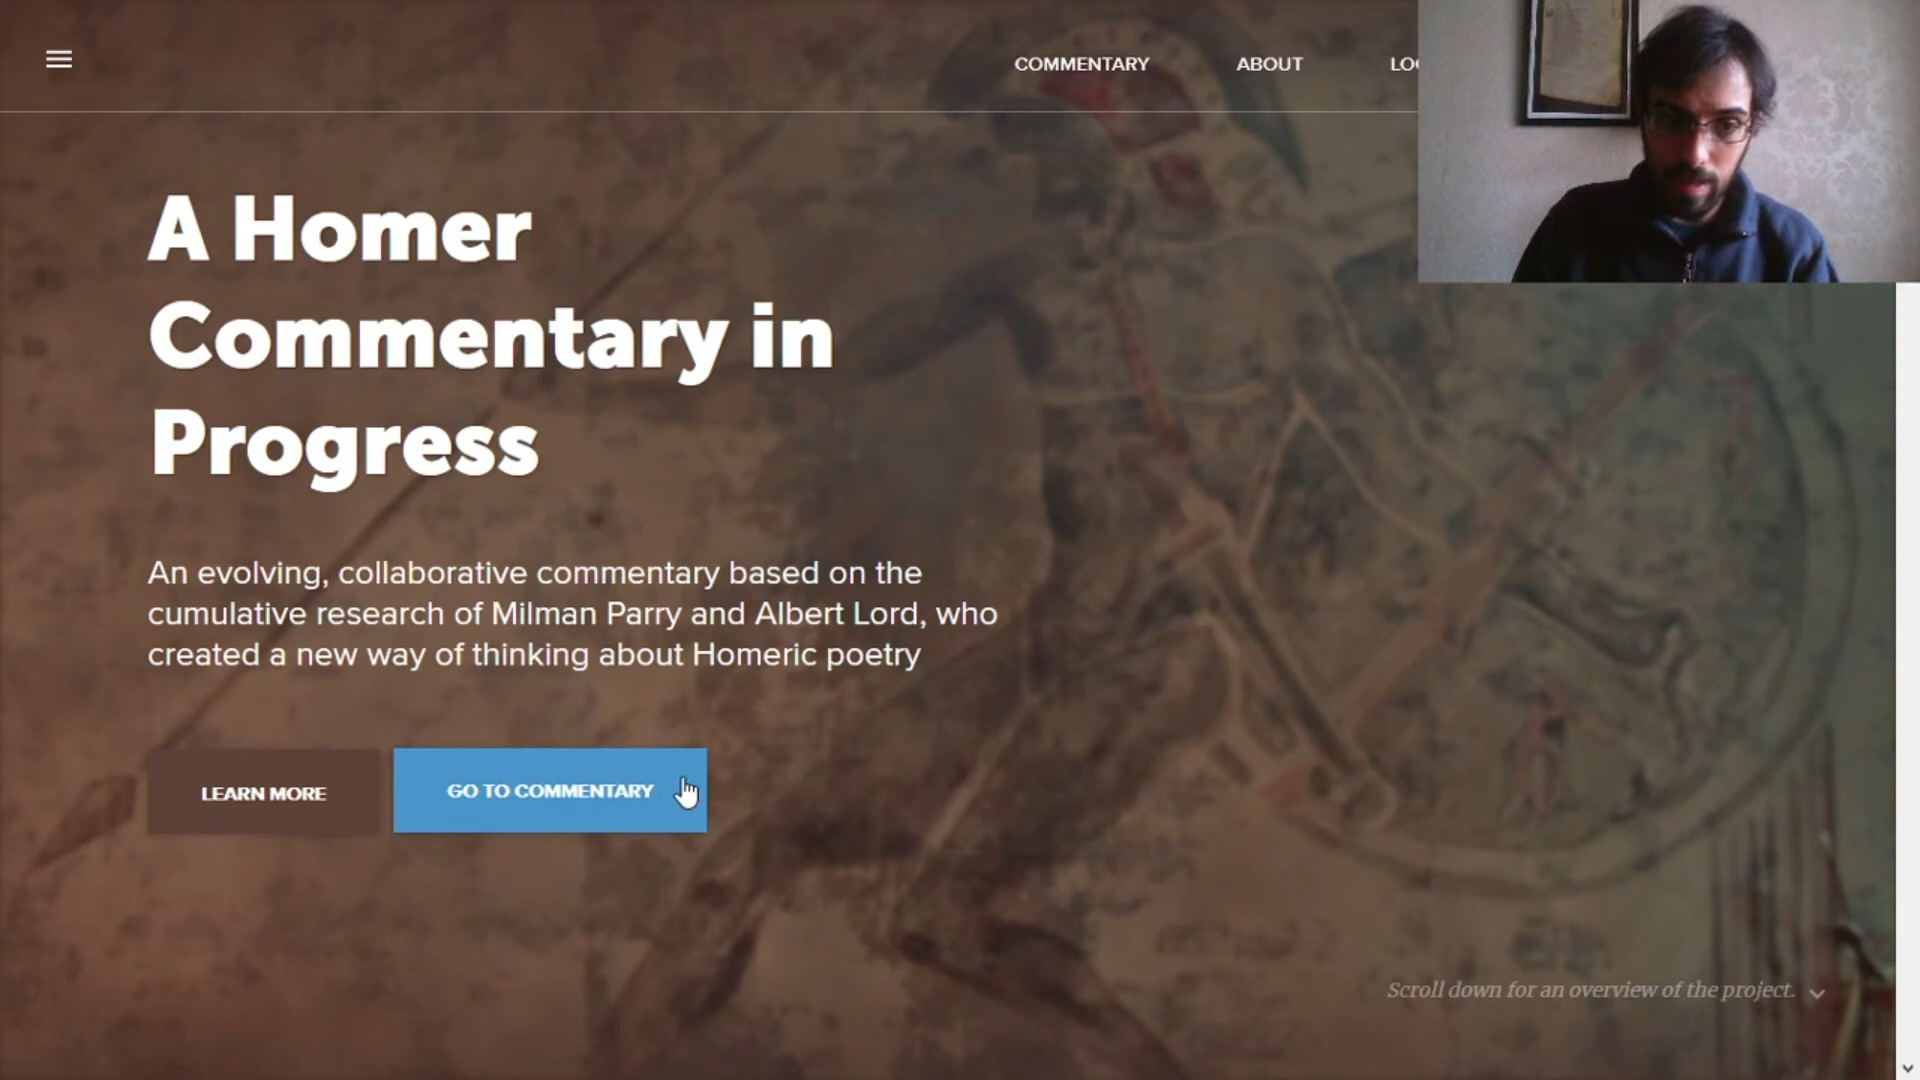 COMMENTARY ABOUT LO
A Homer
Commentary in
Progress
An evolving, collaborative commentary based on the
cumulative research of Milman Parry and Albert Lord, who
created a new way of thinking about Homeric poetry
LEARN MORE GO TO COMMENTARY
Scroll down for an overview of the project.